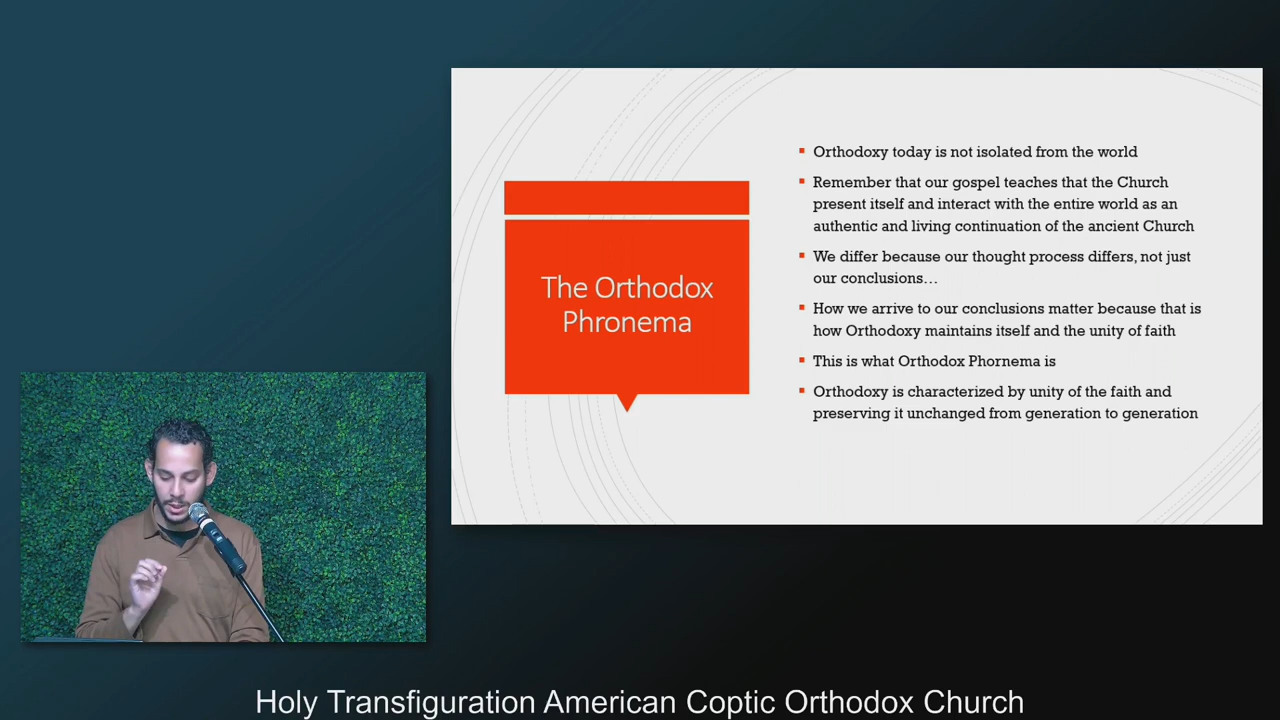 The Orthodox
Phronema
Orthodoxy today is not isolated from the world
Remember that our gospel teaches that the Church
present itself and interact with the entire world as an
authentic and living continuation of the ancient Church
We differ because our thought process differs, not just
our conclusions…
How we arrive to our conclusions matter because that is
how Orthodoxy maintains itself and the unity of faith
This is what Orthodox Phornema is
Orthodoxy is characterized by unity of the faith and
preserving it unchanged from generation to generation
Holy Transfiguration American Coptic Orthodox Church